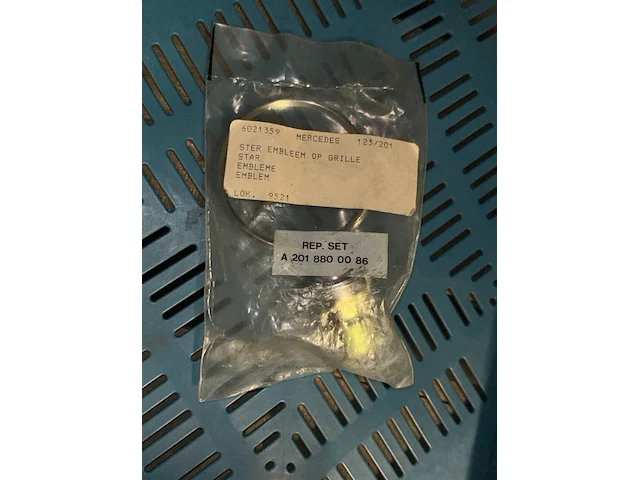 6021359 MERCEDES 123/201
STER EMBLEEM OP GRILLE
STAR
EMBLEME
EMBLEM
LOK. 9521
REP. SET
A 201 880 00 86